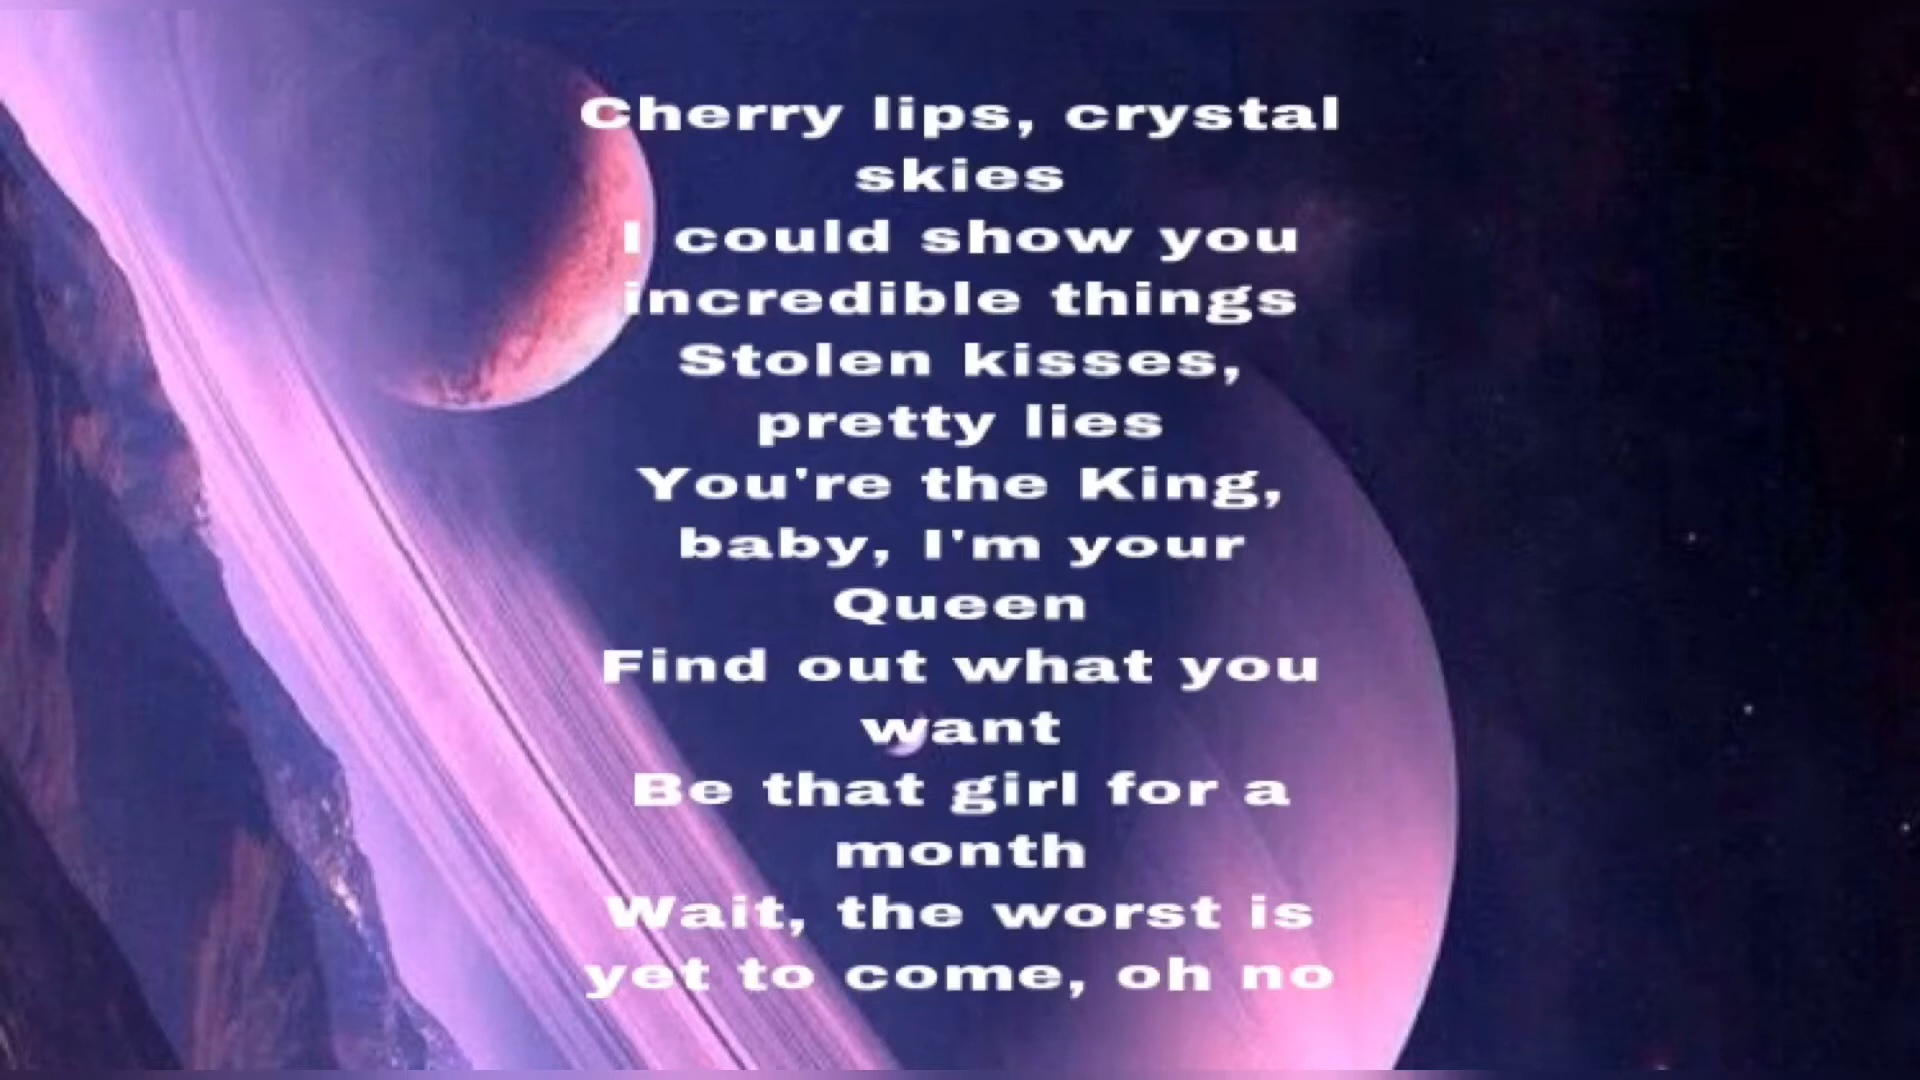 Cherry lips, crystal
skies
I could show you
incredible things
Stolen kisses,
pretty lies
You're the King,
baby, I'm your
Queen
Find out what you
want
Be that girl for a
month
Wait, the worst is
yet to come, oh no